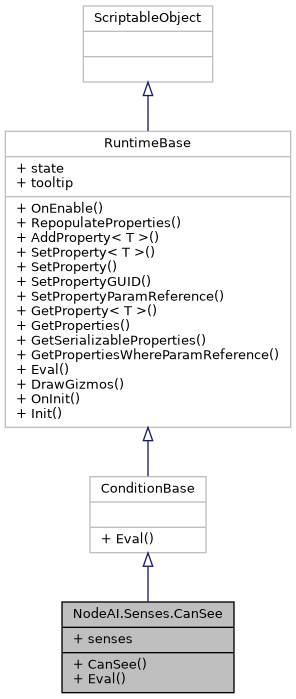 ScriptableObject
RuntimeBase
+ state
+ tooltip
+ OnEnable()
+ RepopulateProperties()
+ AddProperty< T >()
+ SetProperty< T >()
+ SetProperty()
+ SetPropertyGUID()
+ SetPropertyParamReference()
+ GetProperty< T >()
+ GetProperties()
+ GetSerializableProperties()
+ GetPropertiesWhereParamReference()
+ Eval()
+ DrawGizmos()
+ OnInit()
+ Init()
ConditionBase
+ Eval()
NodeAI.Senses.CanSee
+ senses
+ CanSee()
+ Eval()